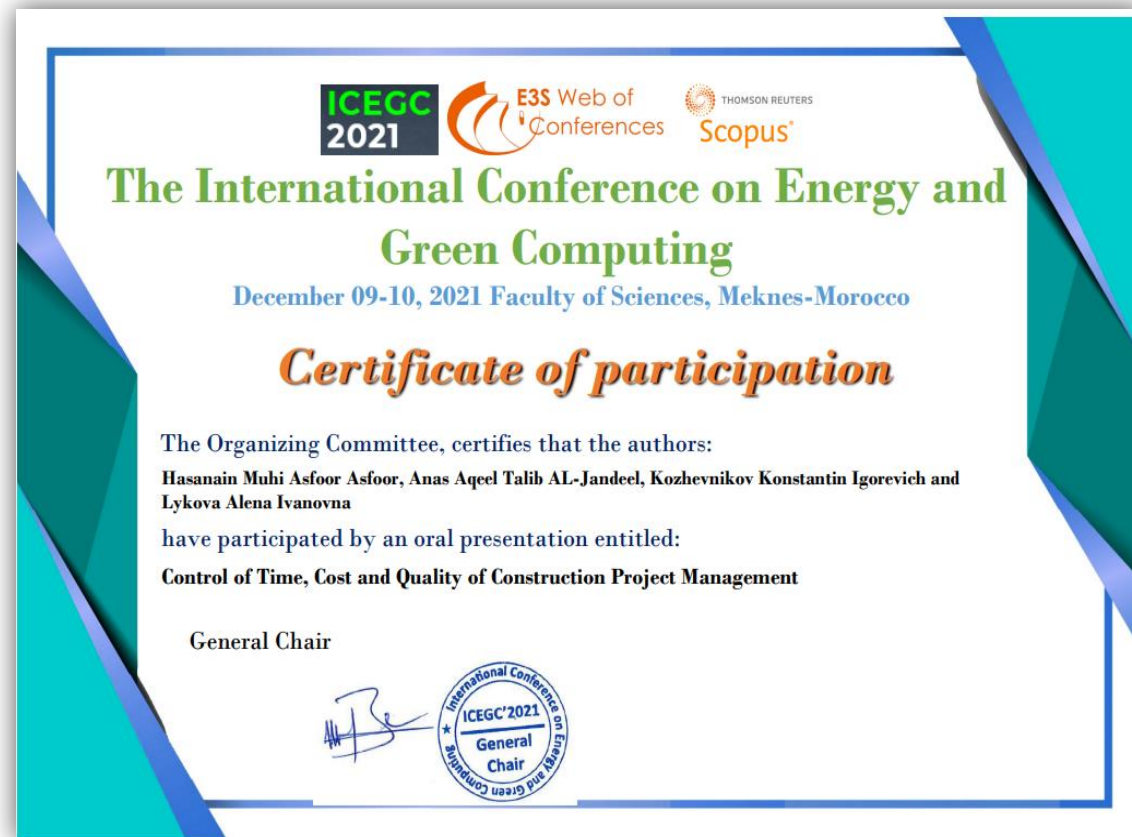 ICEGC
2021
E3S Web of
Conferences
THOMSON REUTERS
Scopus
The International Conference on Energy and
Green Computing
December 09-10, 2021 Faculty of Sciences, Meknes-Morocco
Certificate of participation
The Organizing Committee, certifies that the authors:
Hasanain Muhi Asfoor Asfoor, Anas Aqeel Talib AL-Jandeel, Kozhevnikov Konstantin Igorevich and
Lykova Alena Ivanovna
have participated by an oral presentation entitled:
Control of Time, Cost and Quality of Construction Project Management
General Chair
International Conference on Energy and Green Computing
ICEGC'2021
General
Chair